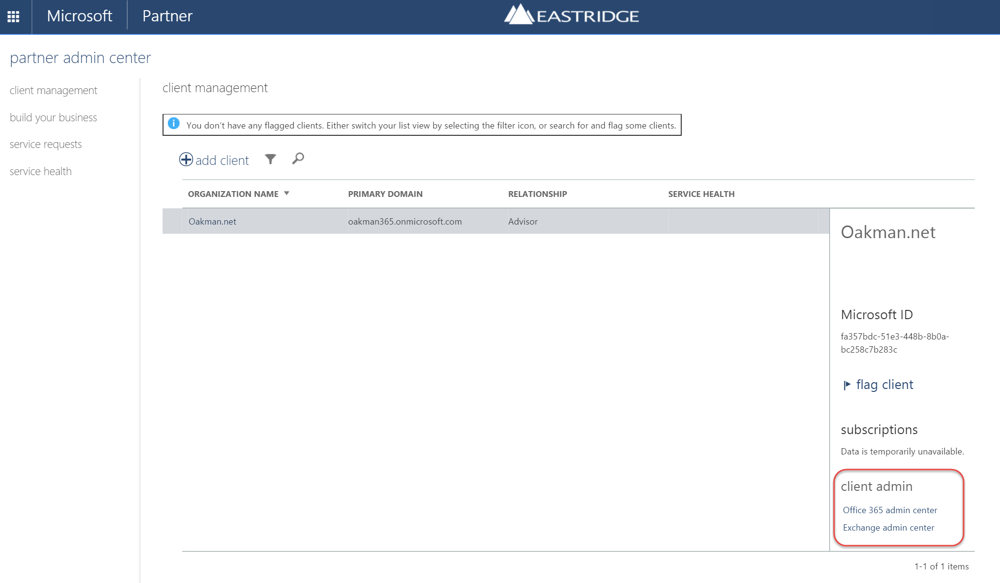 Microsoft
Partner
EASTRIDGE
partner admin center
client management
build your business
service requests
service health
client management
You don't have any flagged clients. Either switch your list view by selecting the filter icon, or search for and flag some clients.
add client
ORGANIZATION NAME PRIMARY DOMAIN RELATIONSHIP SERVICE HEALTH
Oakman.net oakman365.onmicrosoft.com Advisor
Oakman.net
Microsoft ID
fa357bdc-51e3-448b-8b0a-
bc258c7b283c
flag client
subscriptions
Data is temporarily unavailable.
client admin
Office 365 admin center
Exchange admin center
1-1 of 1 items